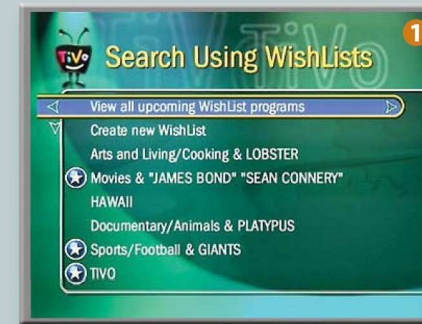 TiVo
Search Using WishLists
1
View all upcoming WishList programs
Create new WishList
Arts and Living/Cooking & LOBSTER
Movies & "JAMES BOND" "SEAN CONNERY"
HAWAII
Documentary/Animals & PLATYPUS
Sports/Football & GIANTS
TIVO